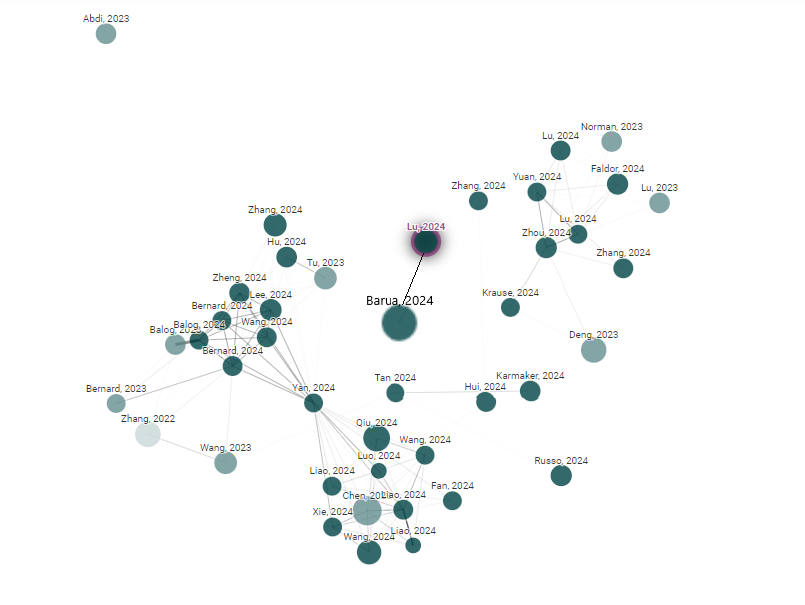 Abdi, 2023
Norman, 2023
Lu, 2024
Faldor, 2024
Yuan, 2024
Zhang, 2024
Lu, 2023
Zhang, 2024
Lu, 2024
Lu, 2024
Zhou, 2024
Hu, 2024
Zhang, 2024
Tu, 2023
Zheng, 2024
Lee, 2024
Krause, 2024
Barua, 2024
Bernard, 2024
Wang, 2024
Balog, 2024
Balog, 2023
Deng, 2023
Bernard, 2024
Karmaker, 2024
Tan 2024
Hui, 2024
Bernard, 2023
Yan, 2024
Zhang, 2022
Qiu, 2024
Wang, 2024
Wang, 2023
Luo, 2024
Russo, 2024
Liao, 2024
Fan, 2024
Liao, 2024
Xie, 2024
Liao, 2024
Wang, 2024